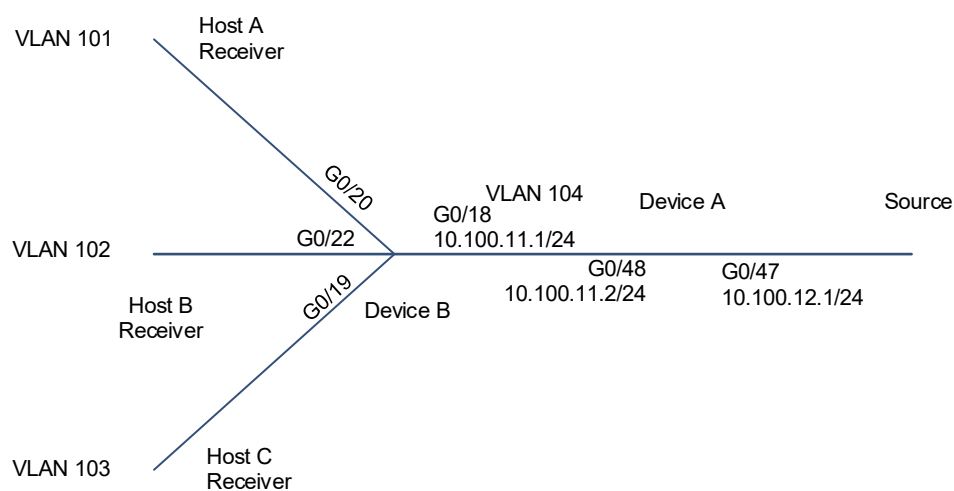 VLAN 101
Host A
Receiver
G0/20
VLAN 104
Device A
Source
G0/18
10.100.11.1/24
VLAN 102
G0/22
G0/48
10.100.11.2/24
G0/47
10.100.12.1/24
G0/19
Host B
Receiver
Device B
VLAN 103
Host C
Receiver